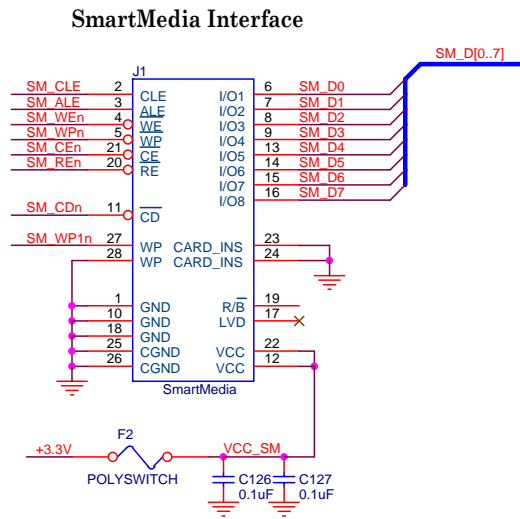 SmartMedia Interface
SM_D[0..7]
J1
SM_CLE 2 CLE I/O1 6 SM_D0
SM_ALE 3 ALE I/O2 7 SM_D1
SM_WEn 4 WE I/O3 8 SM_D2
SM_WPn 5 WP I/O4 9 SM_D3
SM_CEn 21 CE I/O5 13 SM_D4
SM_REn 20 RE I/O6 14 SM_D5
I/O7 15 SM_D6
I/O8 16 SM_D7
SM_CDn 11 CD
SM_WP1n 27 WP CARD_INS 23
28 WP CARD_INS 24
1 GND R/B 19
10 GND LVD 17
18 GND
25 CGND VCC 22
26 CGND VCC 12
SmartMedia
F2
+3.3V VCC_SM
POLYSWITCH
C126 C127
0.1uF 0.1uF